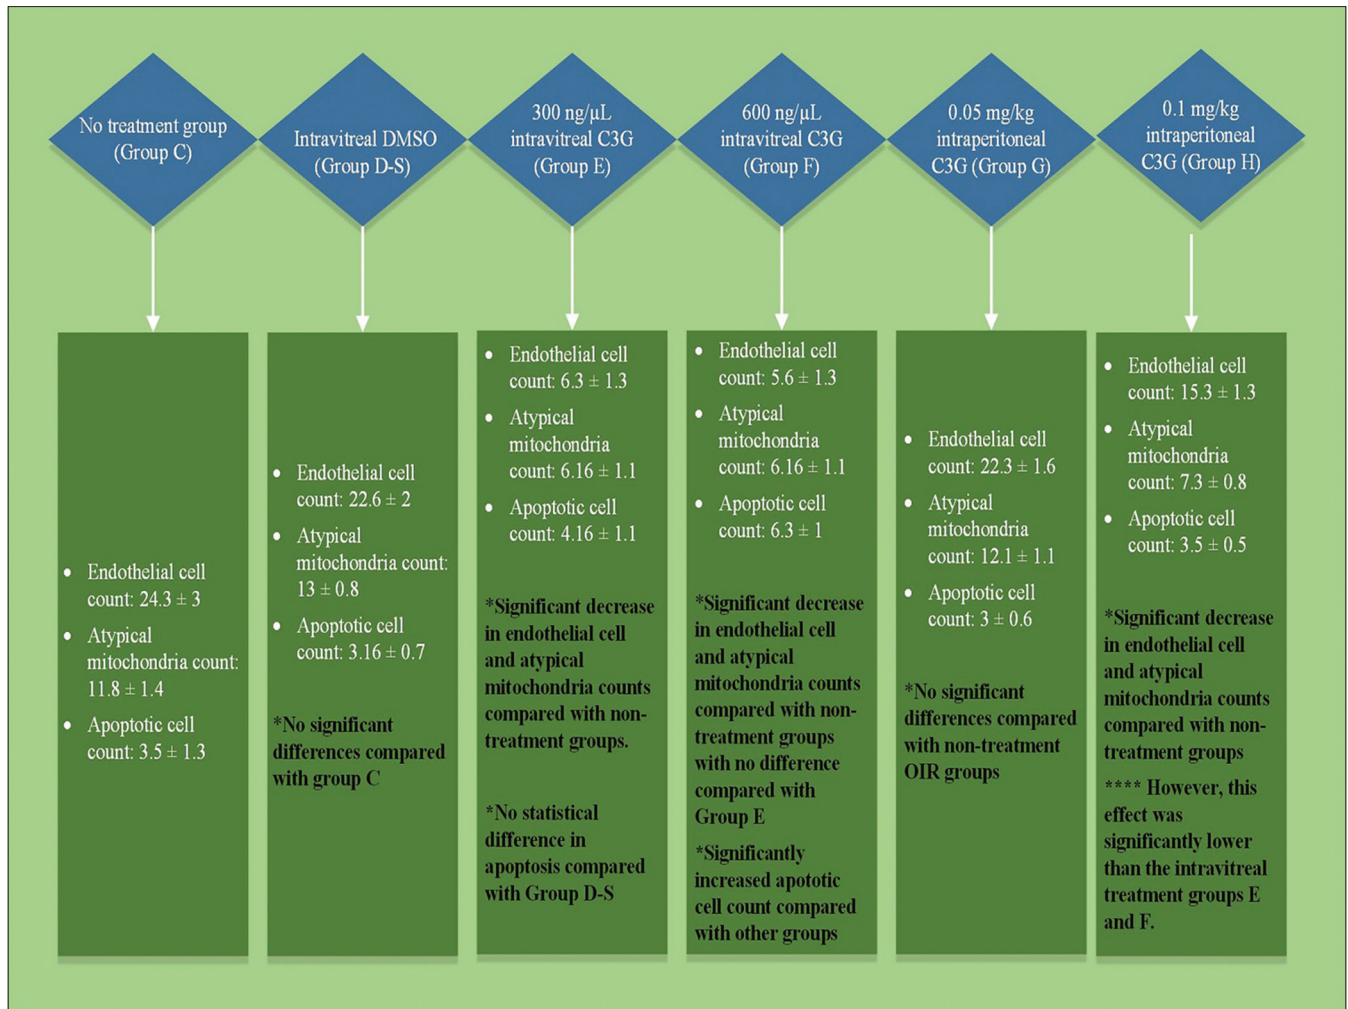 No treatment group
(Group C)
Intravitreal DMSO
(Group D-S)
300 ng/µL
intravitreal C3G
(Group E)
600 ng/µL
intravitreal C3G
(Group F)
0.05 mg/kg
intraperitoneal
C3G (Group G)
0.1 mg/kg
intraperitoneal
C3G (Group H)
• Endothelial cell
count: 24.3 ± 3
• Atypical
mitochondria count:
11.8 ± 1.4
• Apoptotic cell
count: 3.5 ± 1.3
• Endothelial cell
count: 22.6 ± 2
• Atypical
mitochondria count:
13 ± 0.8
• Apoptotic cell
count: 3.16 ± 0.7
*No significant
differences compared
with group C
• Endothelial cell
count: 6.3 ± 1.3
• Atypical
mitochondria
count: 6.16 ± 1.1
• Apoptotic cell
count: 4.16 ± 1.1
*Significant decrease
in endothelial cell
and atypical
mitochondria counts
compared with non-
treatment groups.
*No statistical
difference in
apoptosis compared
with Group D-S
• Endothelial cell
count: 5.6 ± 1.3
• Atypical
mitochondria
count: 6.16 ± 1.1
• Apoptotic cell
count: 6.3 ± 1
*Significant decrease
in endothelial cell
and atypical
mitochondria counts
compared with non-
treatment groups
with no difference
compared with
Group E
*Significantly
increased apototic
cell count compared
with other groups
• Endothelial cell
count: 22.3 ± 1.6
• Atypical
mitochondria
count: 12.1 ± 1.1
• Apoptotic cell
count: 3 ± 0.6
*No significant
differences compared
with non-treatment
OIR groups
• Endothelial cell
count: 15.3 ± 1.3
• Atypical
mitochondria
count: 7.3 ± 0.8
• Apoptotic cell
count: 3.5 ± 0.5
*Significant decrease
in endothelial cell
and atypical
mitochondria counts
compared with non-
treatment groups
**** However, this
effect was
significantly lower
than the intravitreal
treatment groups E
and F.